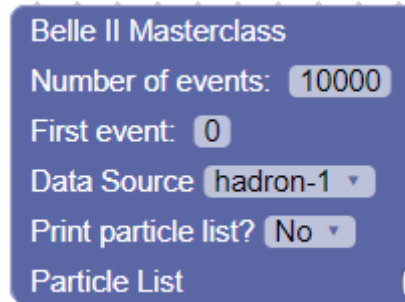 Belle II Masterclass
Number of events: 10000
First event: 0
Data Source hadron-1
Print particle list? No
Particle List